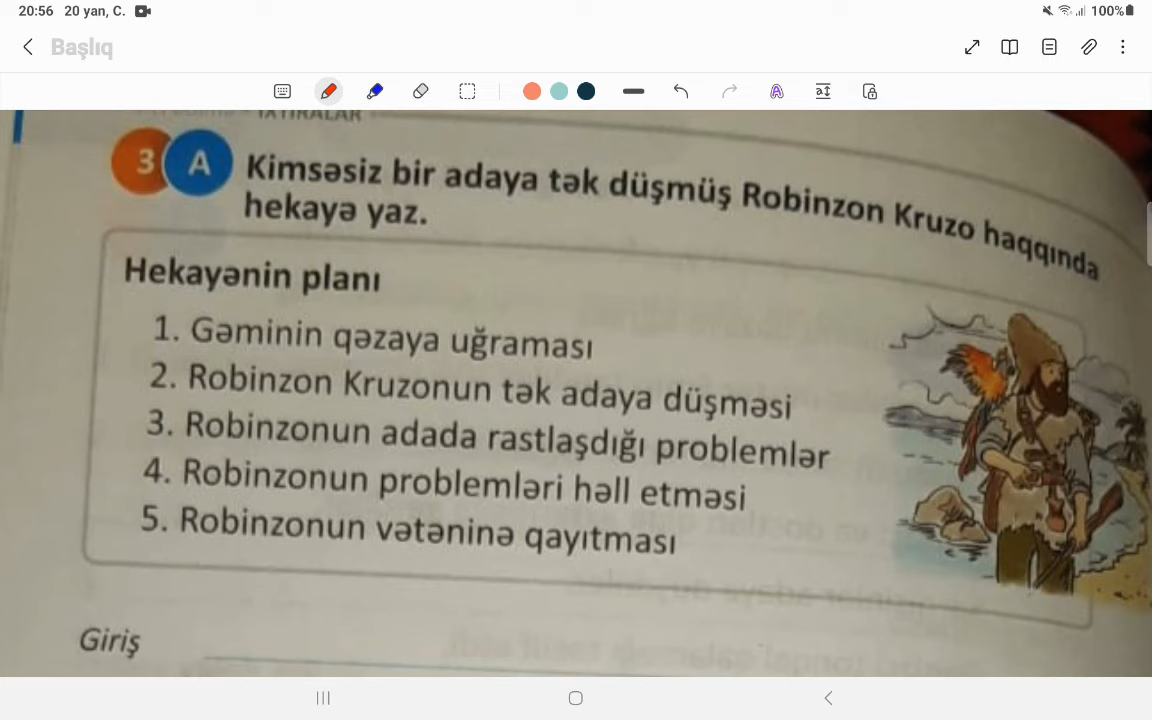 20:56 20 yan, C. 100%
Başlıq
IXTİRALAR
3 A Kimsəsiz bir adaya tək düşmüş Robinzon Kruzo haqqında
hekayə yaz.
Hekayənin planı
1. Gəminin qəzaya uğraması
2. Robinzon Kruzonun tək adaya düşməsi
3. Robinzonun adada rastlaşdığı problemlər
4. Robinzonun problemləri həll etməsi
5. Robinzonun vətəninə qayıtması
Giriş